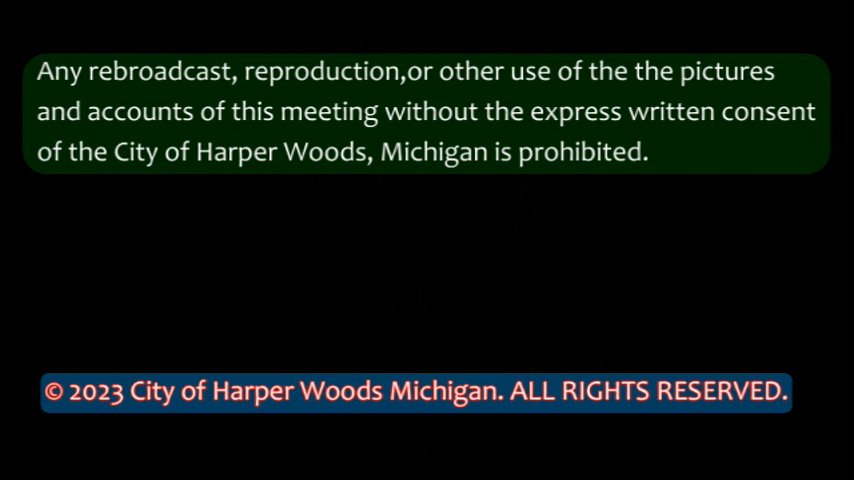 Any rebroadcast, reproduction,or other use of the the pictures
and accounts of this meeting without the express written consent
of the City of Harper Woods, Michigan is prohibited.
© 2023 City of Harper Woods Michigan. ALL RIGHTS RESERVED.